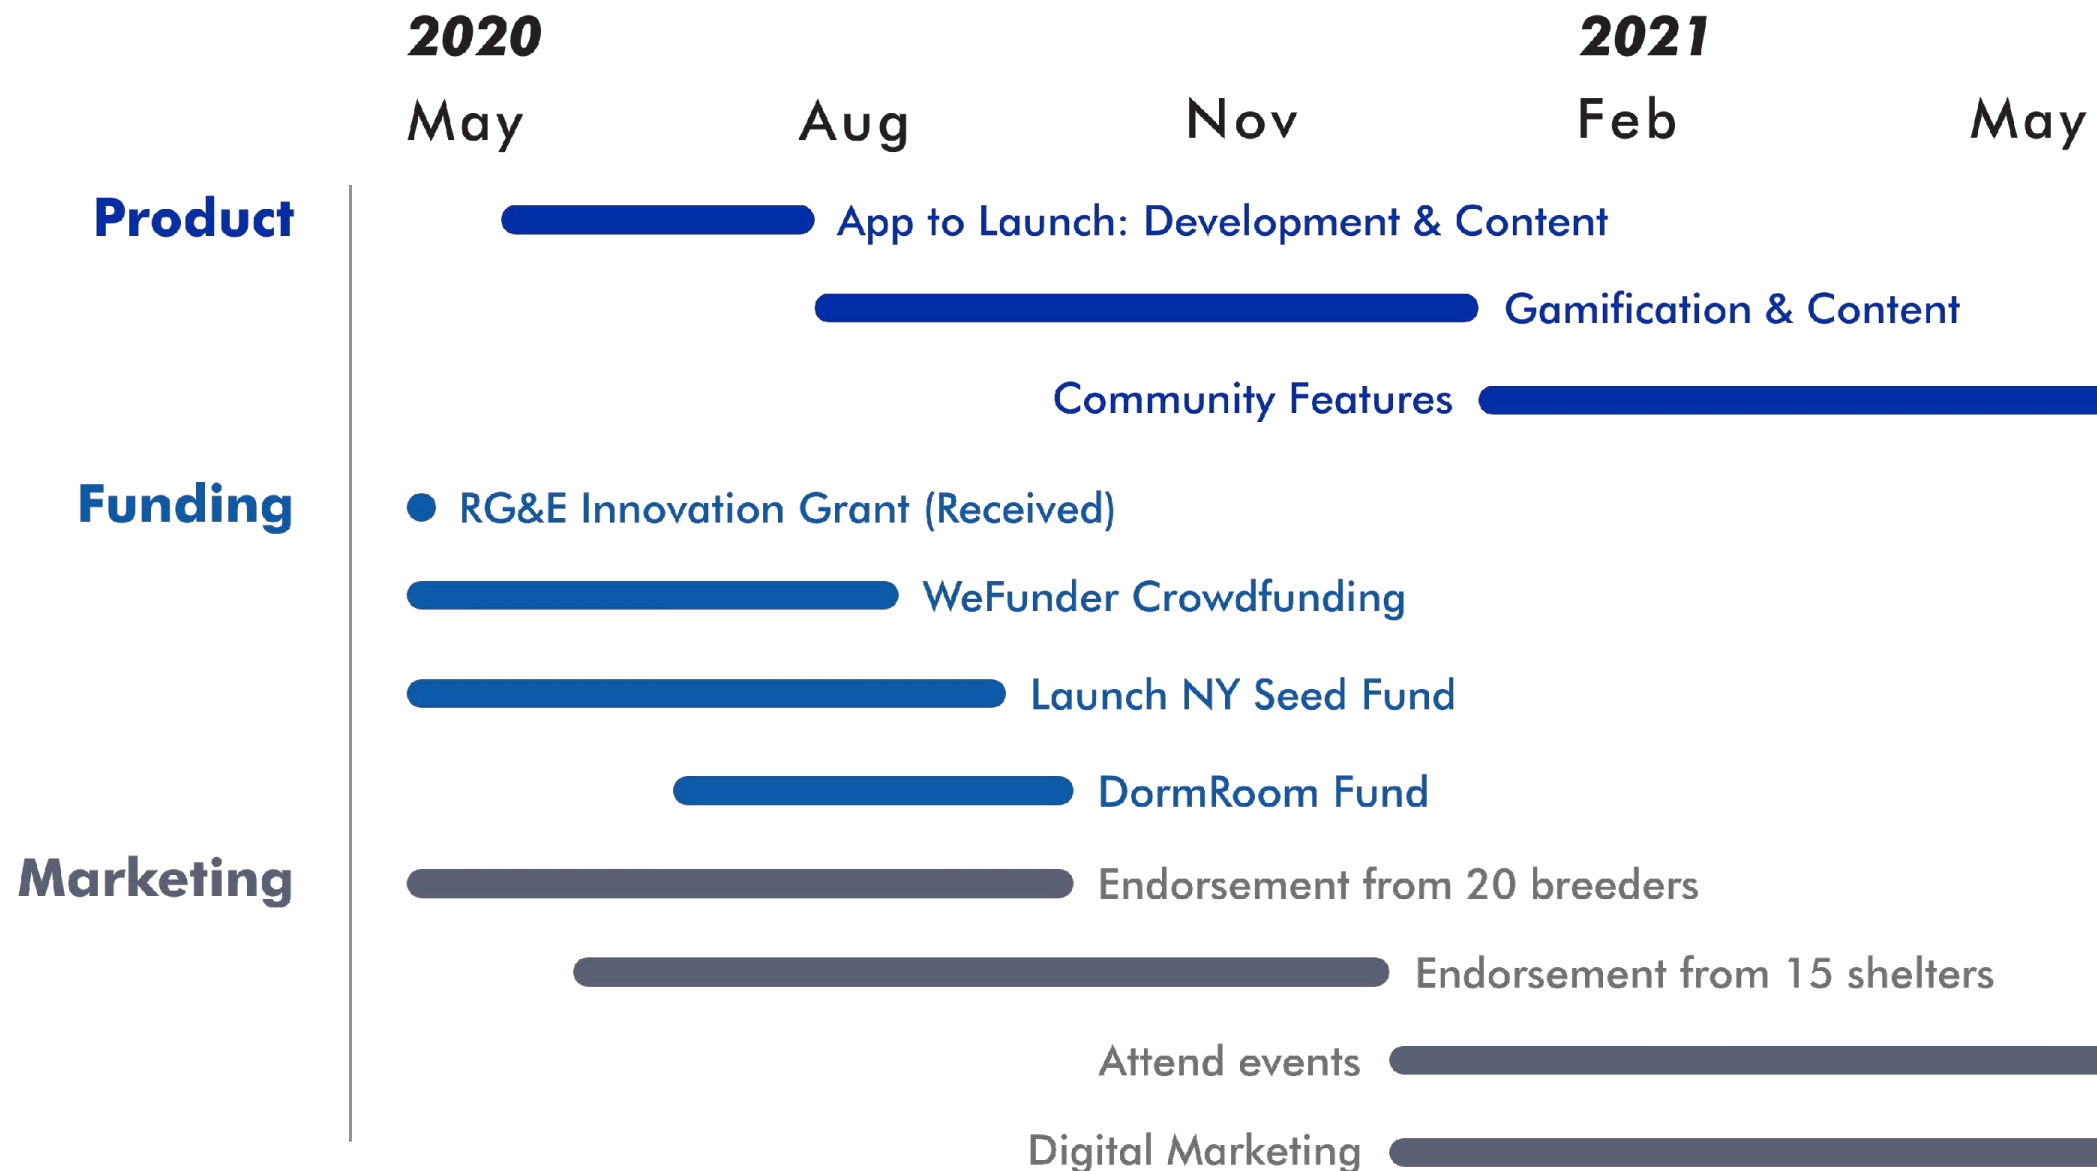 2020 2021
May Aug Nov Feb May
Product
App to Launch: Development & Content
Gamification & Content
Community Features
Funding
RG&E Innovation Grant (Received)
WeFunder Crowdfunding
Launch NY Seed Fund
DormRoom Fund
Marketing
Endorsement from 20 breeders
Endorsement from 15 shelters
Attend events
Digital Marketing